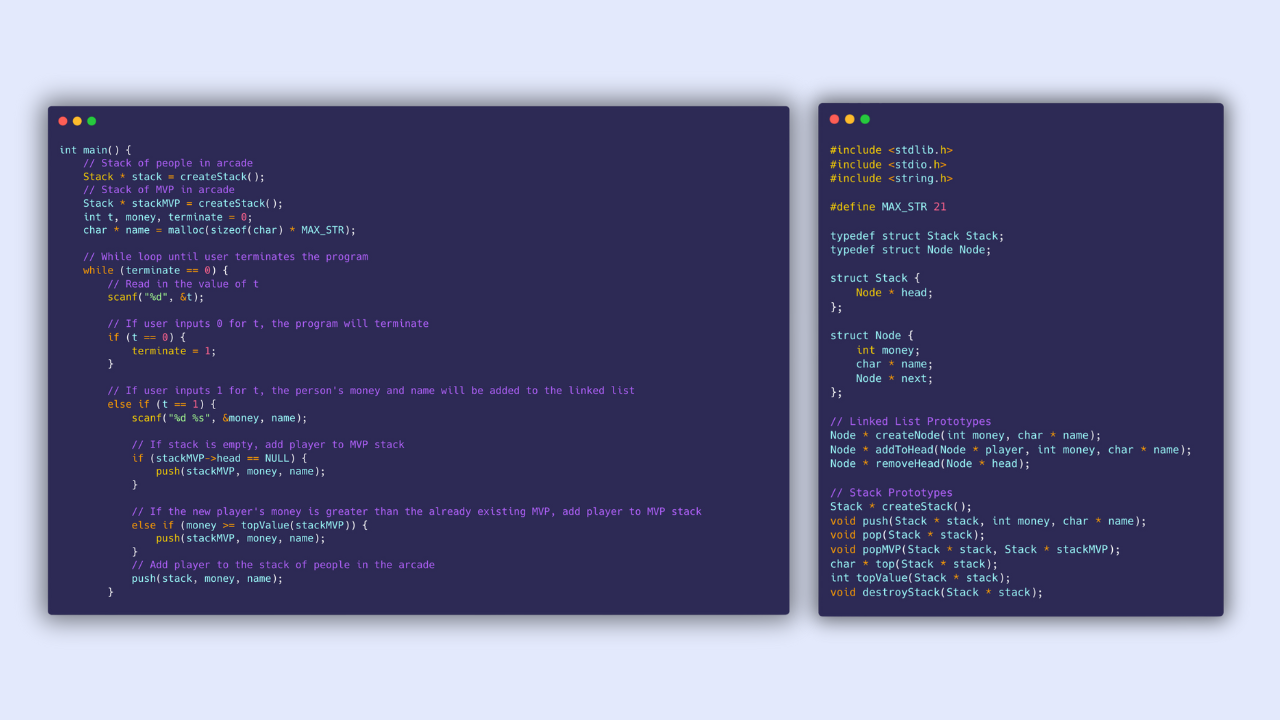 int main() {
    // Stack of people in arcade
    Stack * stack = createStack();
    // Stack of MVP in arcade
    Stack * stackMVP = createStack();
    int t, money, terminate = 0;
    char * name = malloc(sizeof(char) * MAX_STR);

    // While loop until user terminates the program
    while (terminate == 0) {
        // Read in the value of t
        scanf("%d", &t);

        // If user inputs 0 for t, the program will terminate
        if (t == 0) {
            terminate = 1;
        }

        // If user inputs 1 for t, the person's money and name will be added to the linked list
        else if (t == 1) {
            scanf("%d %s", &money, name);

            // If stack is empty, add player to MVP stack
            if (stackMVP->head == NULL) {
                push(stackMVP, money, name);
            }

            // If the new player's money is greater than the already existing MVP, add player to MVP stack
            else if (money >= topValue(stackMVP)) {
                push(stackMVP, money, name);
            }
            // Add player to the stack of people in the arcade
            push(stack, money, name);
        }
#include <stdlib.h>
#include <stdio.h>
#include <string.h>

#define MAX_STR 21

typedef struct Stack Stack;
typedef struct Node Node;

struct Stack {
    Node * head;
};

struct Node {
    int money;
    char * name;
    Node * next;
};

// Linked List Prototypes
Node * createNode(int money, char * name);
Node * addToHead(Node * player, int money, char * name);
Node * removeHead(Node * head);

// Stack Prototypes
Stack * createStack();
void push(Stack * stack, int money, char * name);
void pop(Stack * stack);
void popMVP(Stack * stack, Stack * stackMVP);
char * top(Stack * stack);
int topValue(Stack * stack);
void destroyStack(Stack * stack);